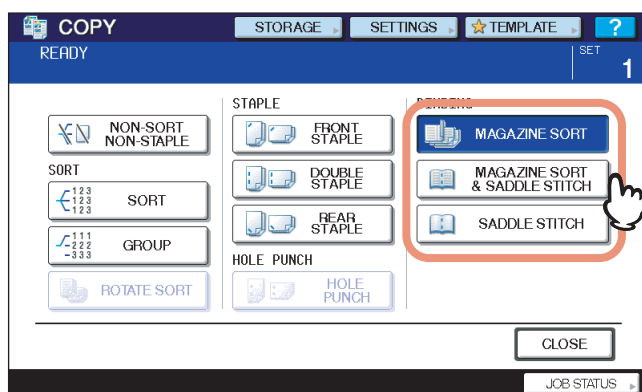 COPY
STORAGE
SETTINGS
TEMPLATE
?
READY
SET
1
NON-SORT
NON-STAPLE
SORT
123
123
123
SORT
111
222
333
GROUP
ROTATE SORT
STAPLE
FRONT
STAPLE
DOUBLE
STAPLE
REAR
STAPLE
HOLE PUNCH
HOLE
PUNCH
BINDING
MAGAZINE SORT
MAGAZINE SORT
& SADDLE STITCH
SADDLE STITCH
CLOSE
JOB STATUS